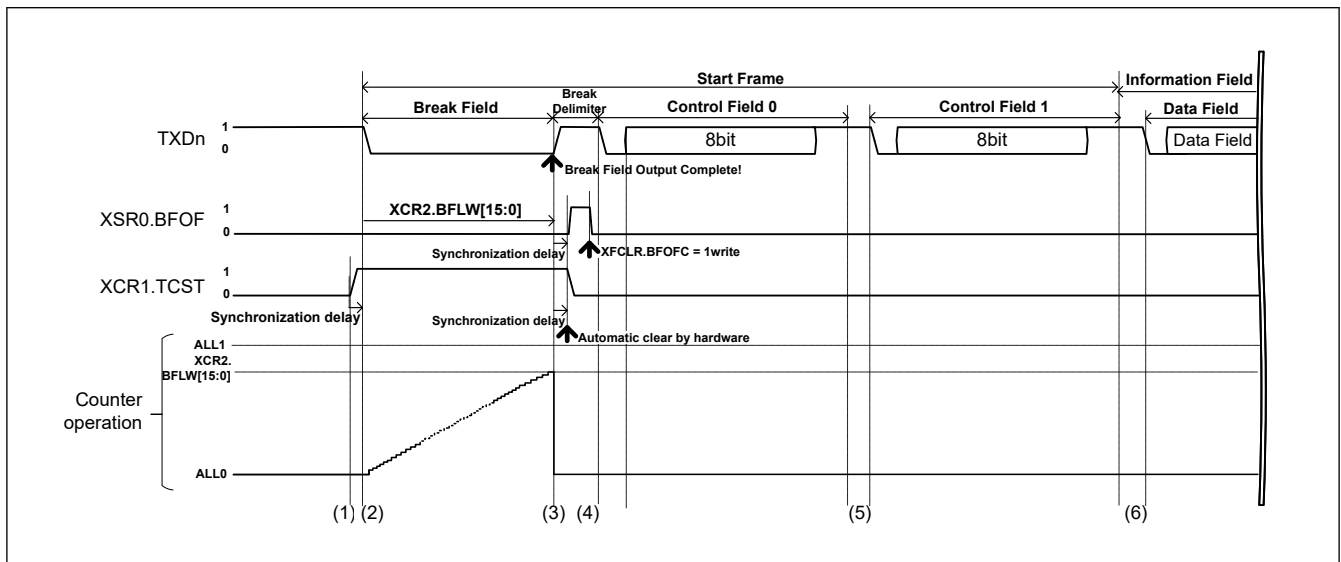 Start Frame
Information Field
Break Field
Break
Delimiter
Control Field 0
Control Field 1
Data Field
TXDn
1
0
8bit
8bit
Data Field
Break Field Output Complete!
XSR0.BFOF
1
0
XCR2.BFLW[15:0]
Synchronization delay
XFCLR.BFOFC = 1write
XCR1.TCST
1
0
Synchronization delay
Synchronization delay
Automatic clear by hardware
Counter
operation
ALL1
XCR2.
BFLW[15:0]
ALL0
(1) (2) (3) (4) (5) (6)